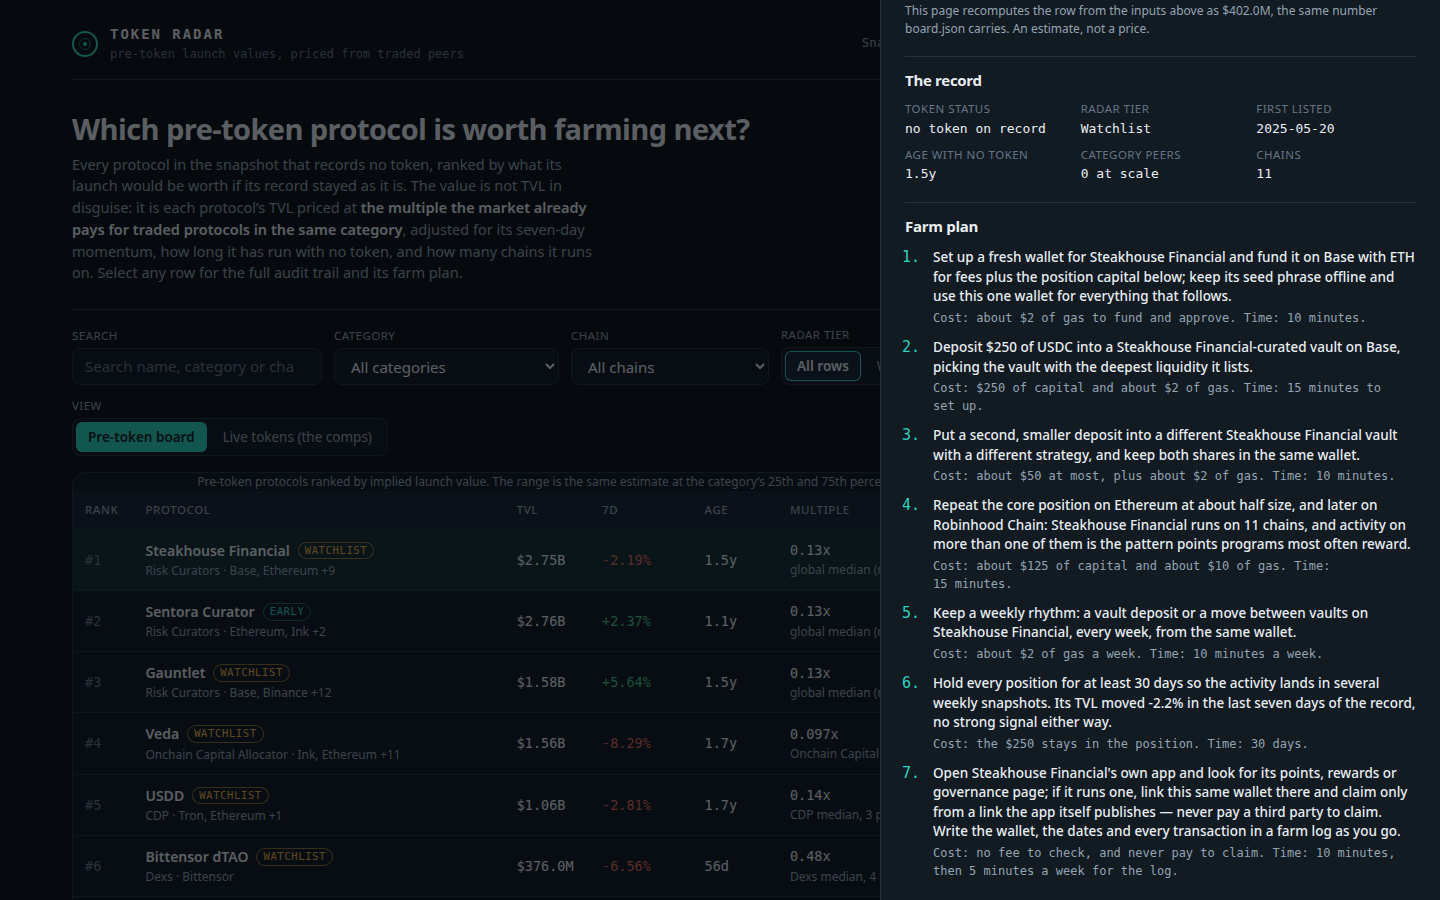 TOKEN RADAR
pre-token launch values, priced from traded peers
Which pre-token protocol is worth farming next?
Every protocol in the snapshot that records no token, ranked by what its
launch would be worth if its record stayed as it is. The value is not TVL in
disguise: it is each protocol's TVL priced at the multiple the market already
pays for traded protocols in the same category, adjusted for its seven-day
momentum, how long it has run with no token, and how many chains it runs
on. Select any row for the full audit trail and its farm plan.
SEARCH
CATEGORY
CHAIN
RADAR TIER
Search name, category or cha
All categories
All chains
All rows
VIEW
Pre-token board
Live tokens (the comps)
Pre-token protocols ranked by implied launch value. The range is the same estimate at the category's 25th and 75th perce
RANK PROTOCOL TVL 7D AGE MULTIPLE
#1 Steakhouse Financial WATCHLIST $2.75B -2.19% 1.5y 0.13x
Risk Curators · Base, Ethereum +9 global median
#2 Sentora Curator EARLY $2.76B +2.37% 1.1y 0.13x
Risk Curators · Ethereum, Ink +2 global median
#3 Gauntlet WATCHLIST $1.58B +5.64% 1.5y 0.13x
Risk Curators · Base, Binance +12 global median
#4 Veda WATCHLIST $1.56B -8.29% 1.7y 0.097x
Onchain Capital Allocator · Ink, Ethereum +11 Onchain Capital
#5 USDD WATCHLIST $1.06B -2.81% 1.7y 0.14x
CDP · Tron, Ethereum +1 CDP median, 3 p
#6 Bittensor dTAO WATCHLIST $376.0M -6.56% 56d 0.48x
Dexs · Bittensor Dexs median, 4
This page recomputes the row from the inputs above as $402.0M, the same number
board.json carries. An estimate, not a price.
The record
TOKEN STATUS RADAR TIER FIRST LISTED
no token on record Watchlist 2025-05-20
AGE WITH NO TOKEN CATEGORY PEERS CHAINS
1.5y 0 at scale 11
Farm plan
1. Set up a fresh wallet for Steakhouse Financial and fund it on Base with ETH
for fees plus the position capital below; keep its seed phrase offline and
use this one wallet for everything that follows.
Cost: about $2 of gas to fund and approve. Time: 10 minutes.
2. Deposit $250 of USDC into a Steakhouse Financial-curated vault on Base,
picking the vault with the deepest liquidity it lists.
Cost: $250 of capital and about $2 of gas. Time: 15 minutes to
set up.
3. Put a second, smaller deposit into a different Steakhouse Financial vault
with a different strategy, and keep both shares in the same wallet.
Cost: about $50 at most, plus about $2 of gas. Time: 10 minutes.
4. Repeat the core position on Ethereum at about half size, and later on
Robinhood Chain: Steakhouse Financial runs on 11 chains, and activity on
more than one of them is the pattern points programs most often reward.
Cost: about $125 of capital and about $10 of gas. Time:
15 minutes.
5. Keep a weekly rhythm: a vault deposit or a move between vaults on
Steakhouse Financial, every week, from the same wallet.
Cost: about $2 of gas a week. Time: 10 minutes a week.
6. Hold every position for at least 30 days so the activity lands in several
weekly snapshots. Its TVL moved -2.2% in the last seven days of the record,
no strong signal either way.
Cost: the $250 stays in the position. Time: 30 days.
7. Open Steakhouse Financial's own app and look for its points, rewards or
governance page; if it runs one, link this same wallet there and claim only
from a link the app itself publishes — never pay a third party to claim.
Write the wallet, the dates and every transaction in a farm log as you go.
Cost: no fee to check, and never pay to claim. Time: 10 minutes,
then 5 minutes a week for the log.